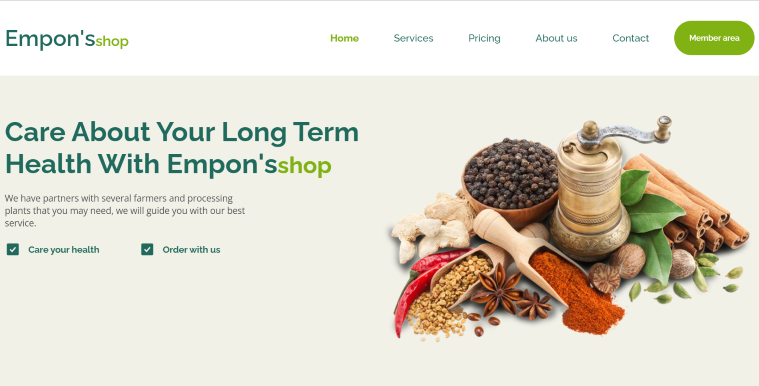 Empon'sshop
Home Services Pricing About us Contact Member area
Care About Your Long Term
Health With Empon'sshop
We have partners with several farmers and processing
plants that you may need, we will guide you with our best
service.
Care your health Order with us